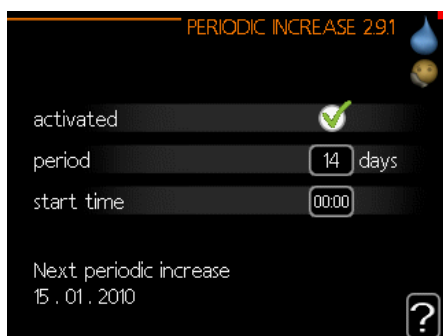 PERIODIC INCREASE 2.9.1
activated
period 14 days
start time 00:00
Next periodic increase
15 . 01 . 2010
?